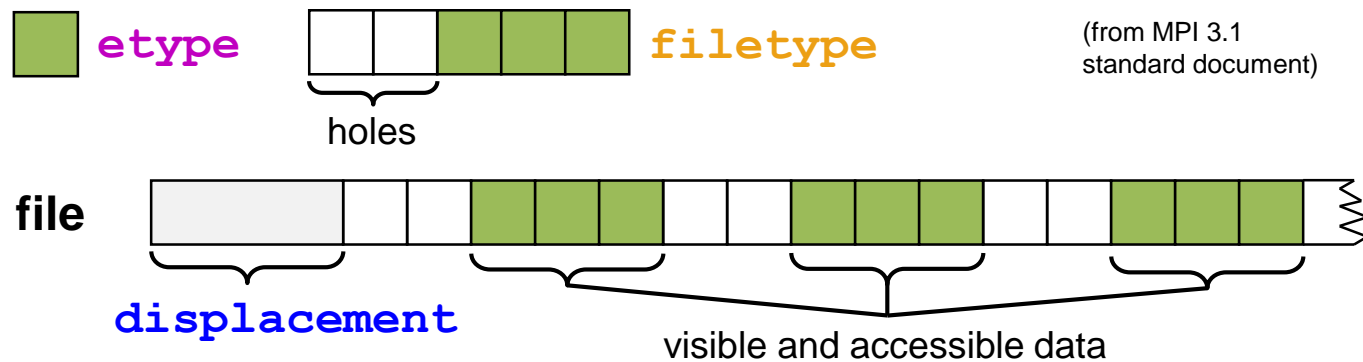 etype
filetype
(from MPI 3.1
standard document)
holes
file
displacement
visible and accessible data